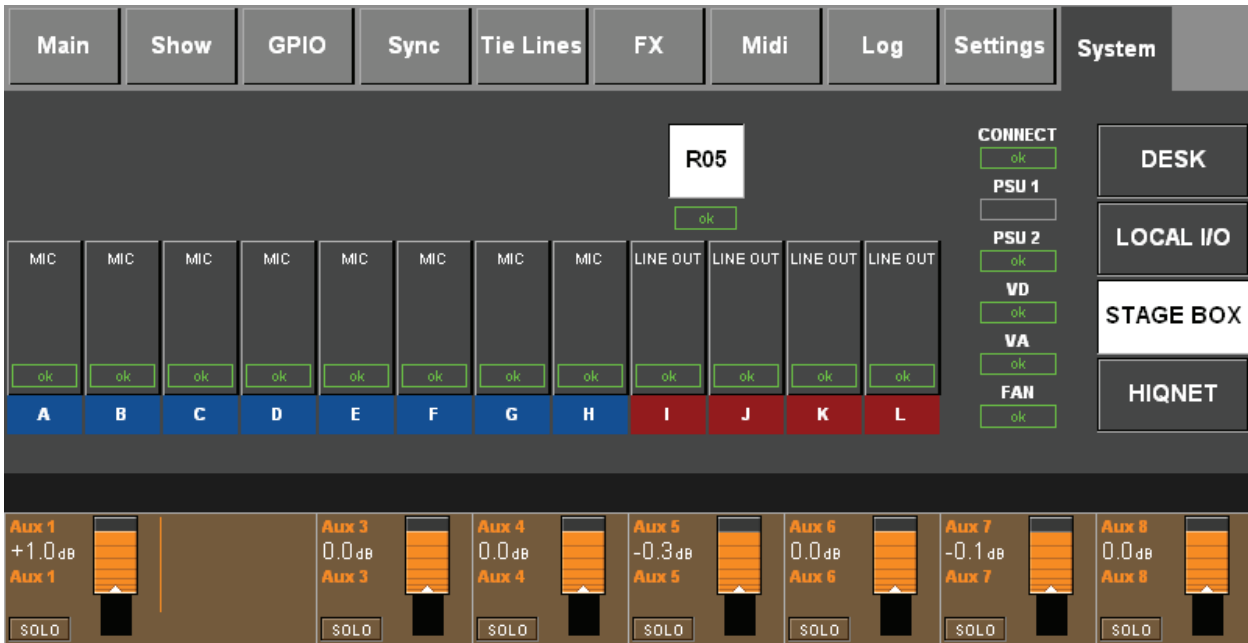 Main Show GPIO Sync Tie Lines FX Midi Log Settings System
R05
ok
MIC MIC MIC MIC MIC MIC MIC MIC LINE OUT LINE OUT LINE OUT LINE OUT
ok ok ok ok ok ok ok ok ok ok ok ok
A B C D E F G H I J K L
CONNECT
ok
PSU 1
PSU 2
ok
VD
ok
VA
ok
FAN
ok
DESK
LOCAL I/O
STAGE BOX
HIQNET
Aux 1 Aux 3 Aux 4 Aux 5 Aux 6 Aux 7 Aux 8
+1.0dB 0.0dB 0.0dB -0.3dB 0.0dB -0.1dB 0.0dB
Aux 1 Aux 3 Aux 4 Aux 5 Aux 6 Aux 7 Aux 8
SOLO SOLO SOLO SOLO SOLO SOLO SOLO